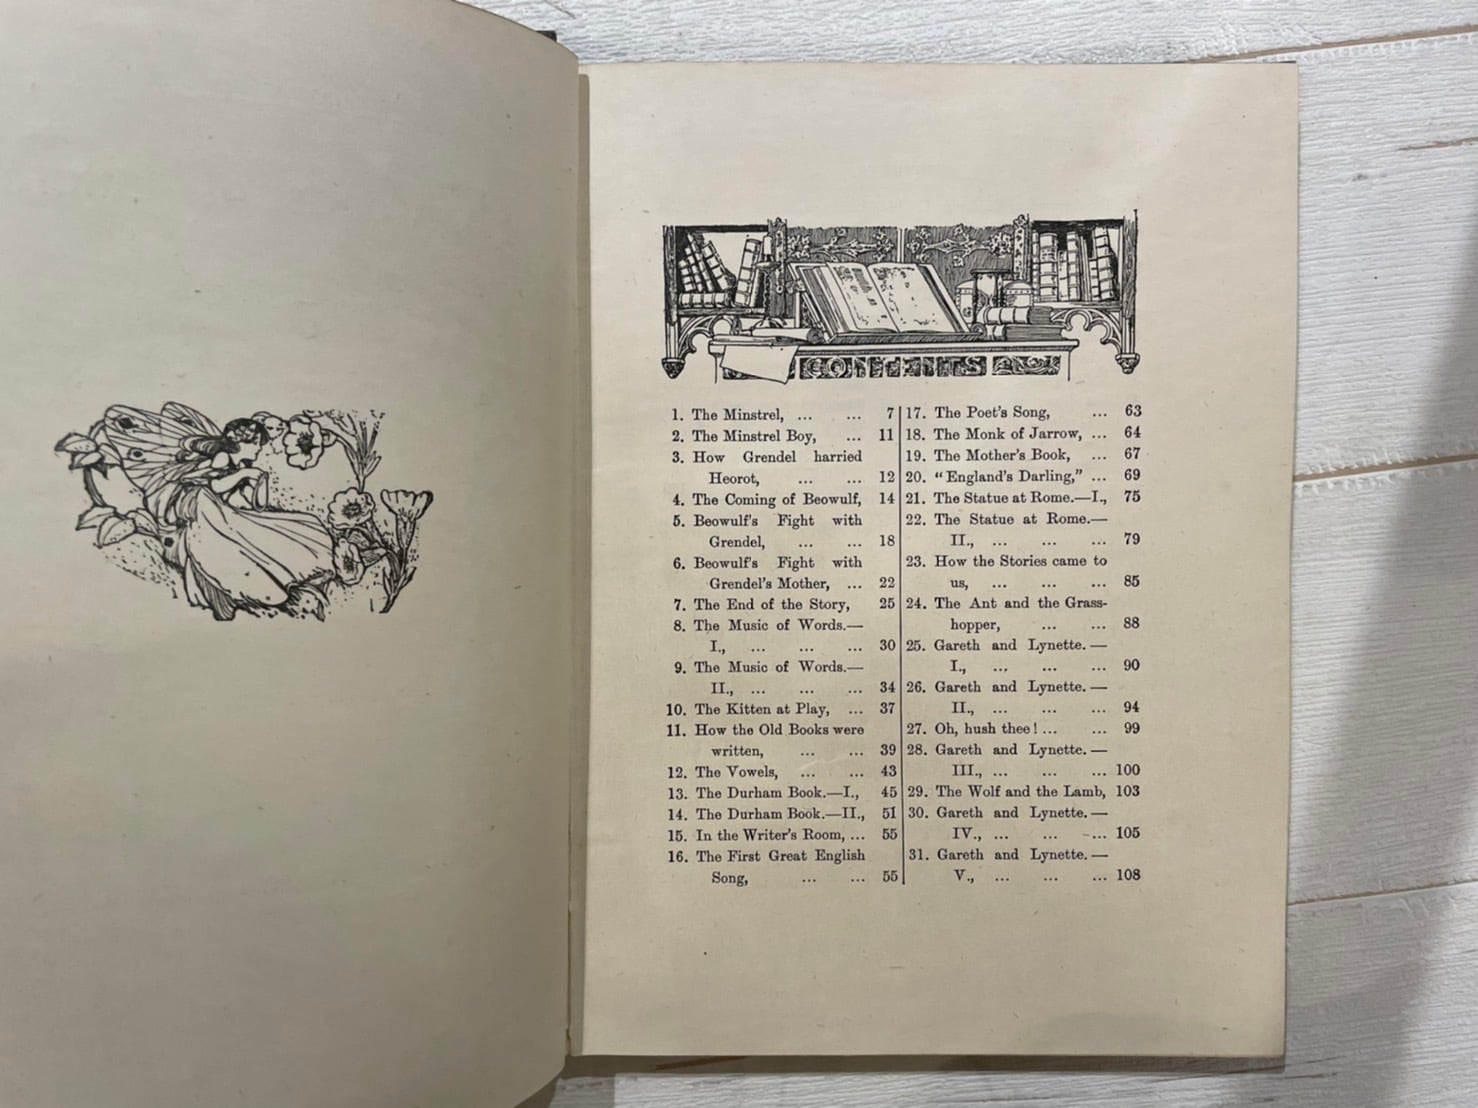 CONTENTS
1. The Minstrel, ... ... 7
2. The Minstrel Boy, ... 11
3. How Grendel harried
Heorot, ... ... 12
4. The Coming of Beowulf, 14
5. Beowulf's Fight with
Grendel, ... ... 18
6. Beowulf's Fight with
Grendel's Mother, ... 22
7. The End of the Story, 25
8. The Music of Words.—
I., ... ... ... 30
9. The Music of Words.—
II., ... ... ... 34
10. The Kitten at Play, ... 37
11. How the Old Books were
written, ... ... 39
12. The Vowels, ... ... 43
13. The Durham Book.—I., 45
14. The Durham Book.—II., 51
15. In the Writer's Room, ... 55
16. The First Great English
Song, ... ... 55
17. The Poet's Song, ... 63
18. The Monk of Jarrow, ... 64
19. The Mother's Book, ... 67
20. "England's Darling," ... 69
21. The Statue at Rome.—I., 75
22. The Statue at Rome.—
II., ... ... ... 79
23. How the Stories came to
us, ... ... ... 85
24. The Ant and the Grass-
hopper, ... ... 88
25. Gareth and Lynette.—
I., ... ... ... 90
26. Gareth and Lynette.—
II., ... ... ... 94
27. Oh, hush thee! ... ... 99
28. Gareth and Lynette.—
III., ... ... ... 100
29. The Wolf and the Lamb, 103
30. Gareth and Lynette.—
IV., ... ... ... 105
31. Gareth and Lynette.—
V., ... ... ... 108